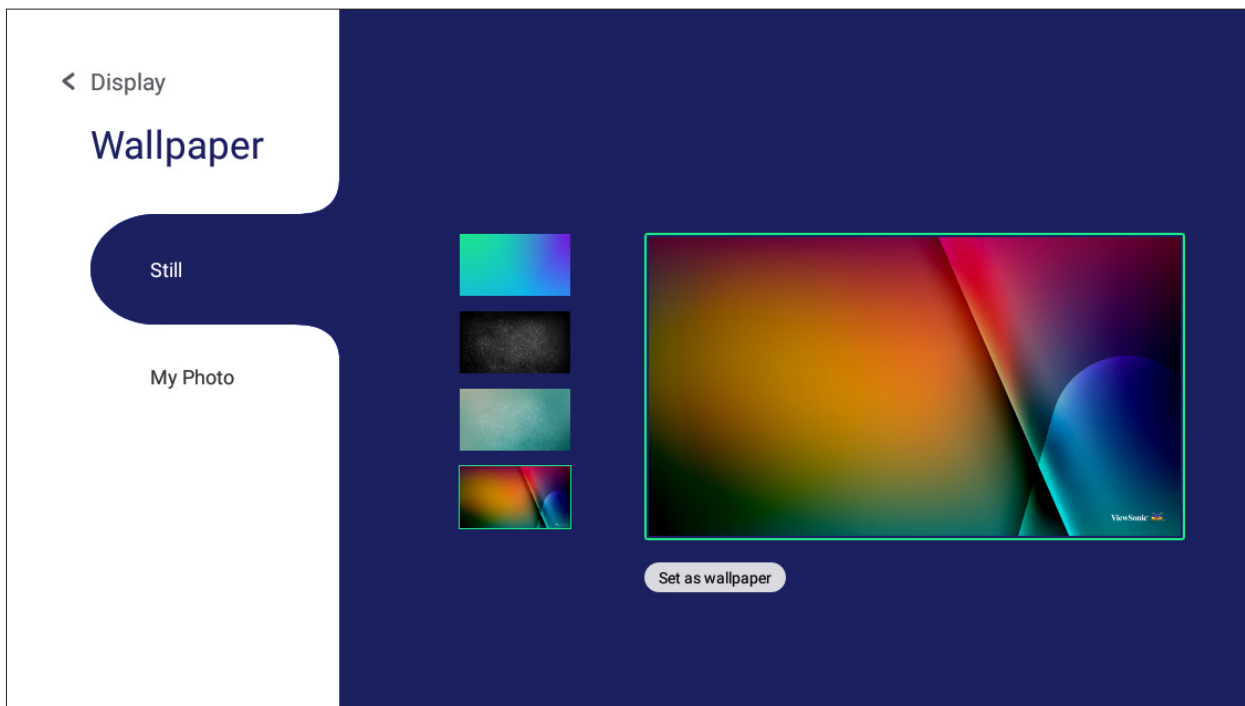 Display
Wallpaper
Still
My Photo
ViewSonic
Set as wallpaper